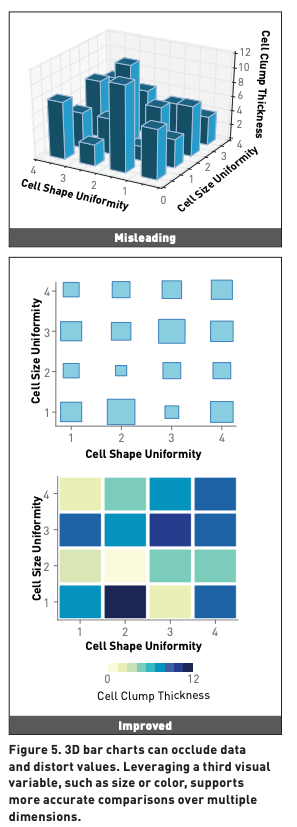 12
10
8
6
4
2
Cell Clump Thickness
4
3
2
1
0
Cell Shape Uniformity
4
3
2
1
Cell Size Uniformity
Misleading
4
3
2
1
Cell Size Uniformity
1 2 3 4
Cell Shape Uniformity
4
3
2
1
Cell Size Uniformity
1 2 3 4
Cell Shape Uniformity
0 12
Cell Clump Thickness
Improved
Figure 5. 3D bar charts can occlude data
and distort values. Leveraging a third visual
variable, such as size or color, supports
more accurate comparisons over multiple
dimensions.